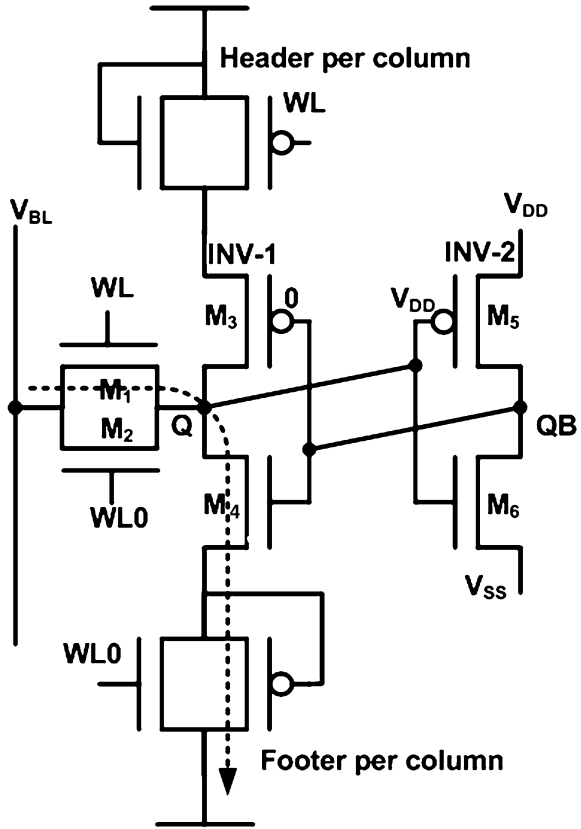 Header per column
WL
V_BL
V_DD
INV-1
INV-2
WL
M_3
0
V_DD
M_5
M_1
Q
QB
M_2
M_4
M_6
WL0
V_SS
WL0
Footer per column